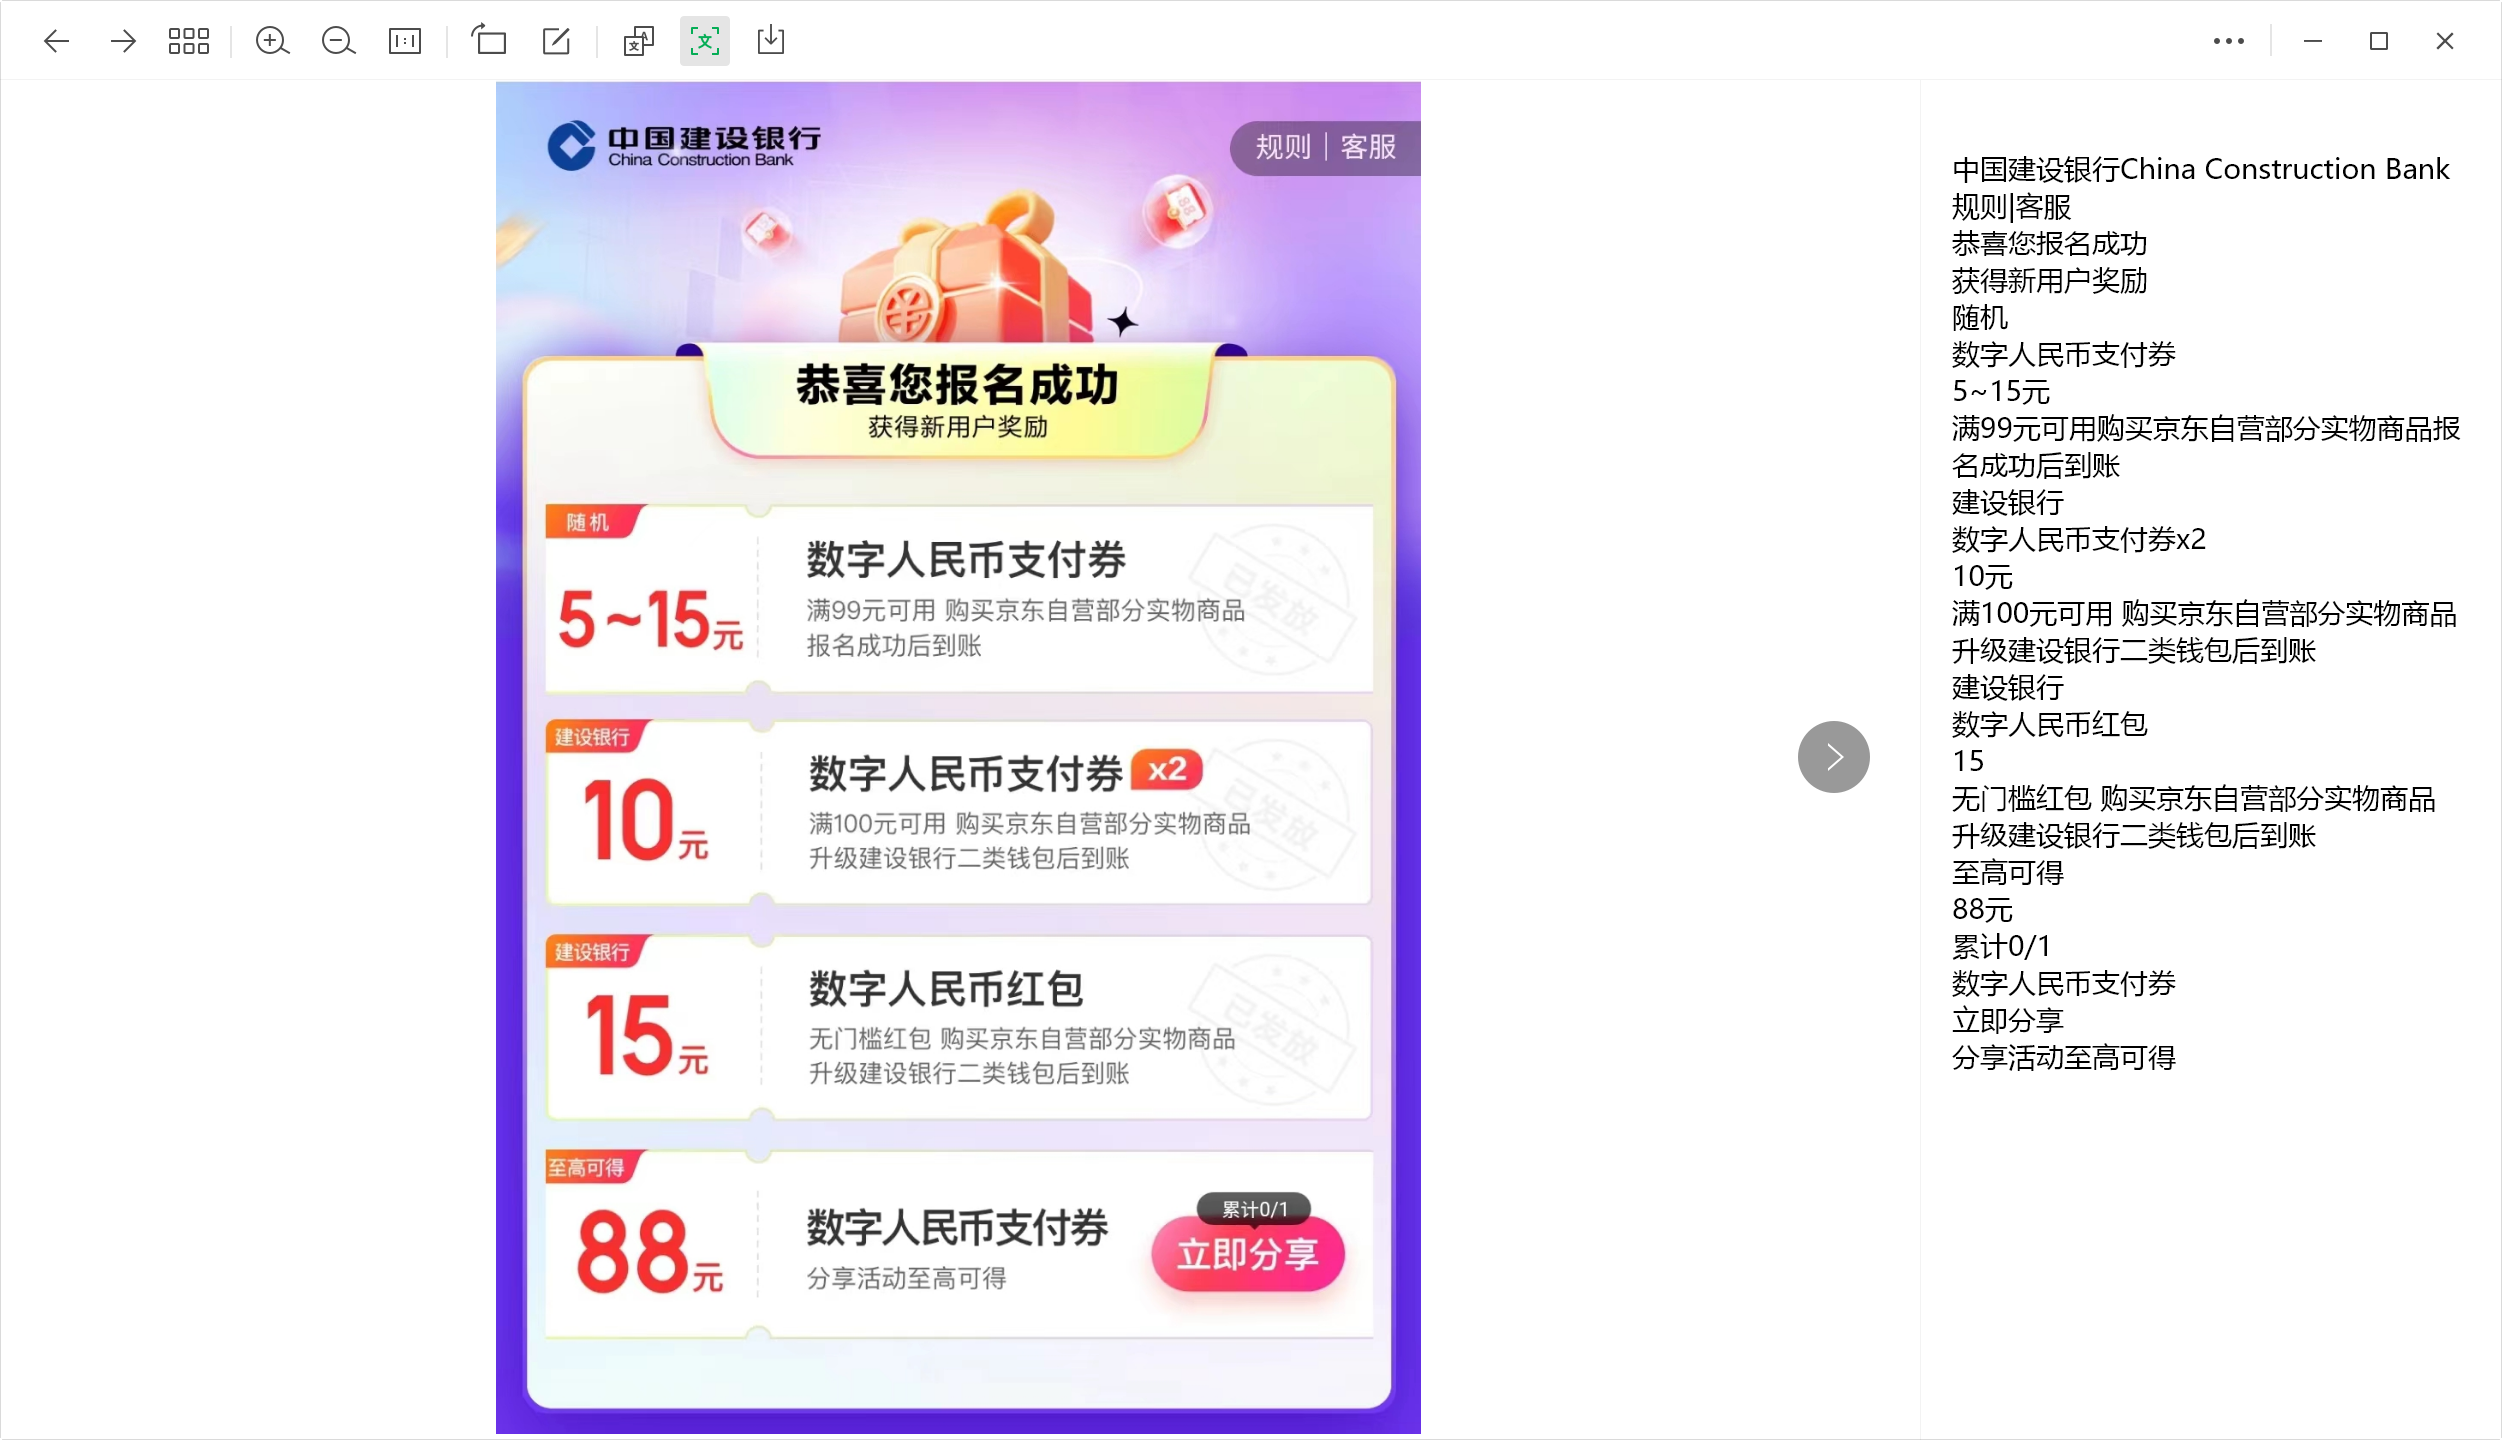 中国建设银行
China Construction Bank
规则|客服
恭喜您报名成功
获得新用户奖励
随机
5~15元
数字人民币支付券
满99元可用 购买京东自营部分实物商品
报名成功后到账
已发放
建设银行
10元
数字人民币支付券 x2
满100元可用 购买京东自营部分实物商品
升级建设银行二类钱包后到账
已发放
建设银行
15元
数字人民币红包
无门槛红包 购买京东自营部分实物商品
升级建设银行二类钱包后到账
已发放
至高可得
88元
数字人民币支付券
分享活动至高可得
累计0/1
立即分享
中国建设银行China Construction Bank
规则|客服
恭喜您报名成功
获得新用户奖励
随机
数字人民币支付券
5~15元
满99元可用购买京东自营部分实物商品报
名成功后到账
建设银行
数字人民币支付券x2
10元
满100元可用 购买京东自营部分实物商品
升级建设银行二类钱包后到账
建设银行
数字人民币红包
15
无门槛红包 购买京东自营部分实物商品
升级建设银行二类钱包后到账
至高可得
88元
累计0/1
数字人民币支付券
立即分享
分享活动至高可得